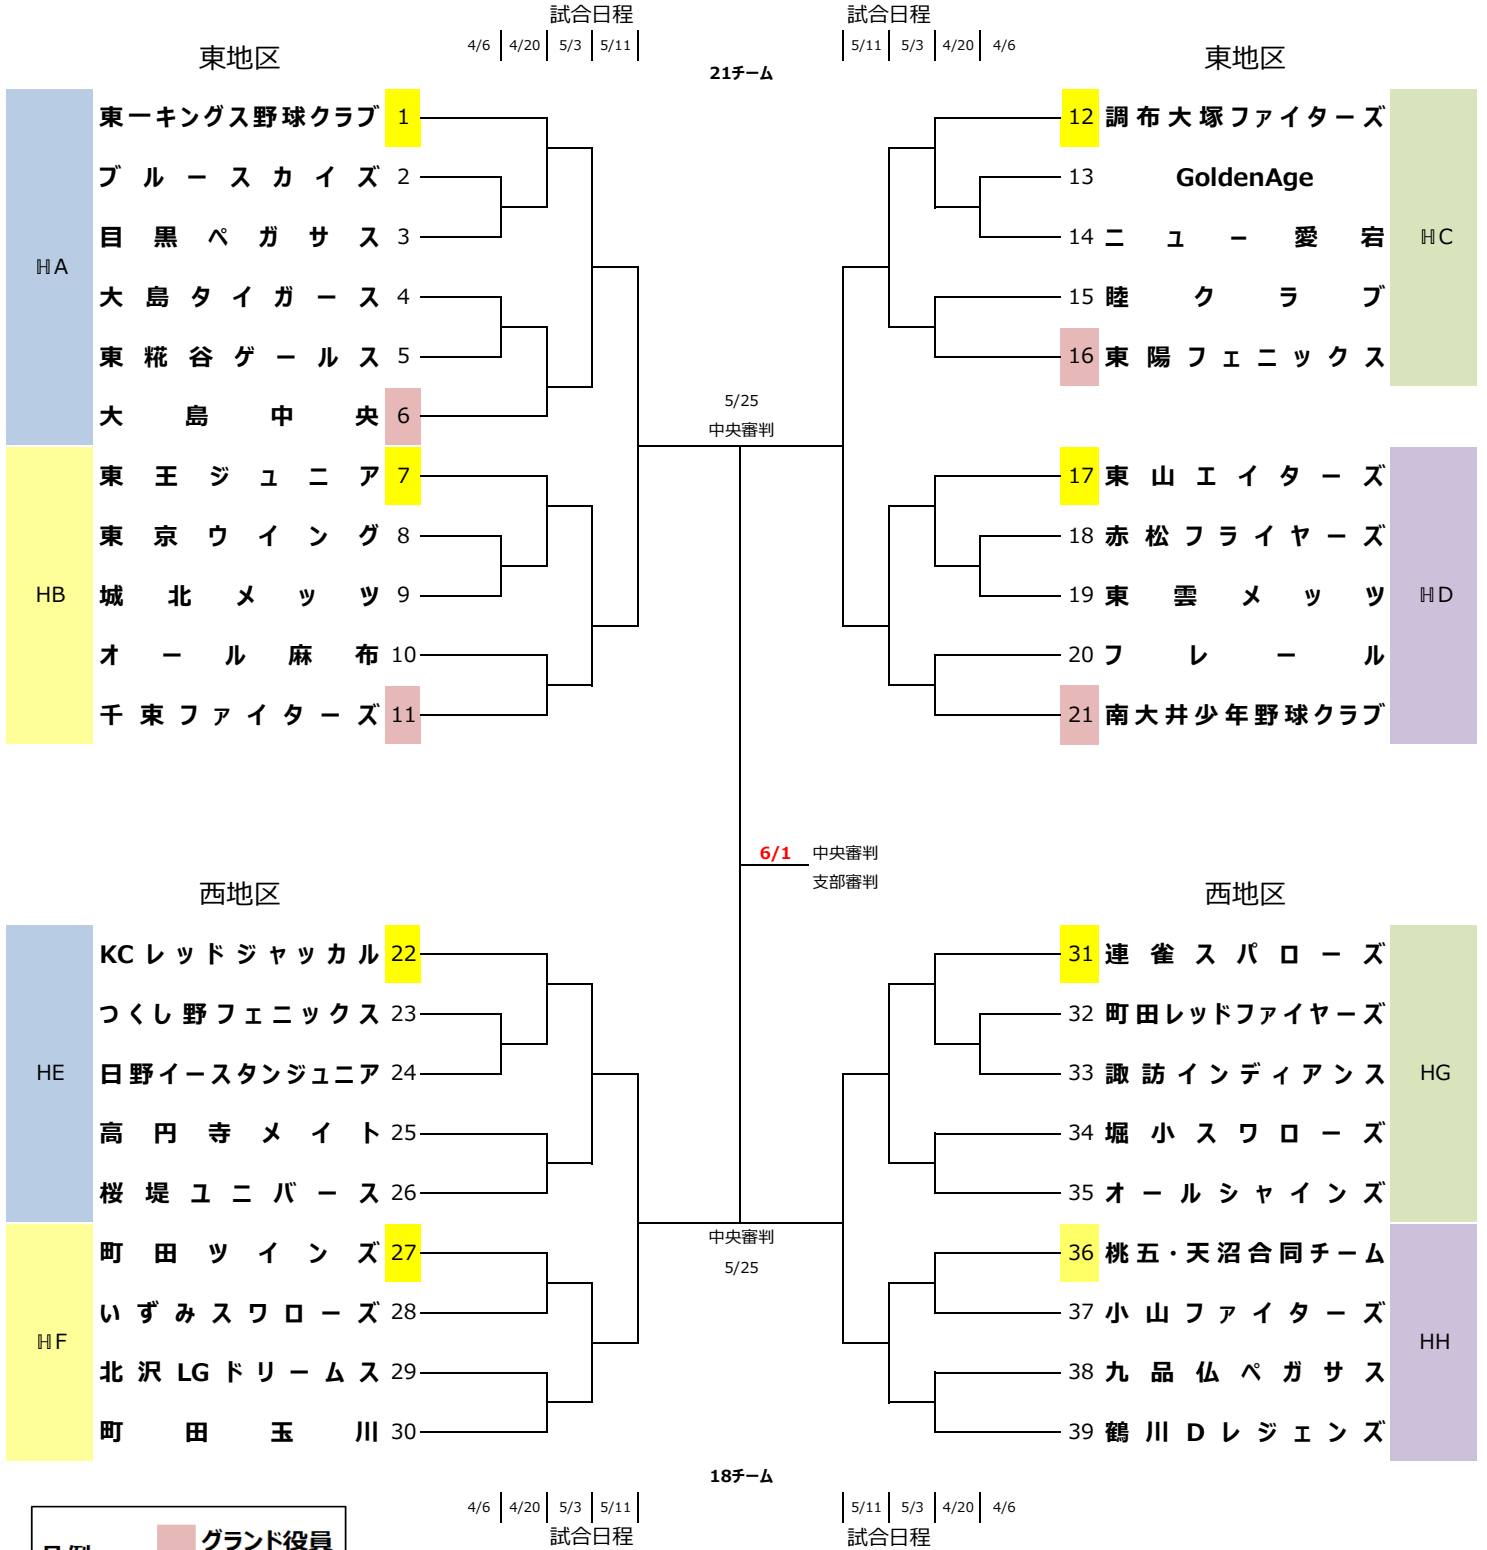 試合日程 試合日程
4/6 4/20 5/3 5/11 5/11 5/3 4/20 4/6
東地区 東地区
21チーム
HA
東一キングス野球クラブ 1
ブルースカイズ 2
目黒ペガサス 3
大島タイガース 4
東糀谷ゲールス 5
大島中央 6
HB
東王ジュニア 7
東京ウイング 8
城北メッツ 9
オール麻布 10
千束ファイターズ 11
12 調布大塚ファイターズ
13 GoldenAge
14 ニュー愛宕
15 睦クラブ
16 東陽フェニックス
HC
17 東山エイターズ
18 赤松フライヤーズ
19 東雲メッツ
20 フレール
21 南大井少年野球クラブ
HD
5/25
中央審判
6/1 中央審判
支部審判
西地区 西地区
HE
KCレッドジャッカル 22
つくし野フェニックス 23
日野イースタンジュニア 24
高円寺メイト 25
桜堤ユニバース 26
HF
町田ツインズ 27
いずみスワローズ 28
北沢LGドリームス 29
町田玉川 30
31 連雀スパローズ
32 町田レッドファイヤーズ
33 諏訪インディアンス
34 堀小スワローズ
35 オールシャインズ
HG
36 桃五・天沼合同チーム
37 小山ファイターズ
38 九品仏ペガサス
39 鶴川Dレジェンズ
HH
中央審判
5/25
18チーム
4/6 4/20 5/3 5/11 5/11 5/3 4/20 4/6
試合日程 試合日程
凡例 グランド役員